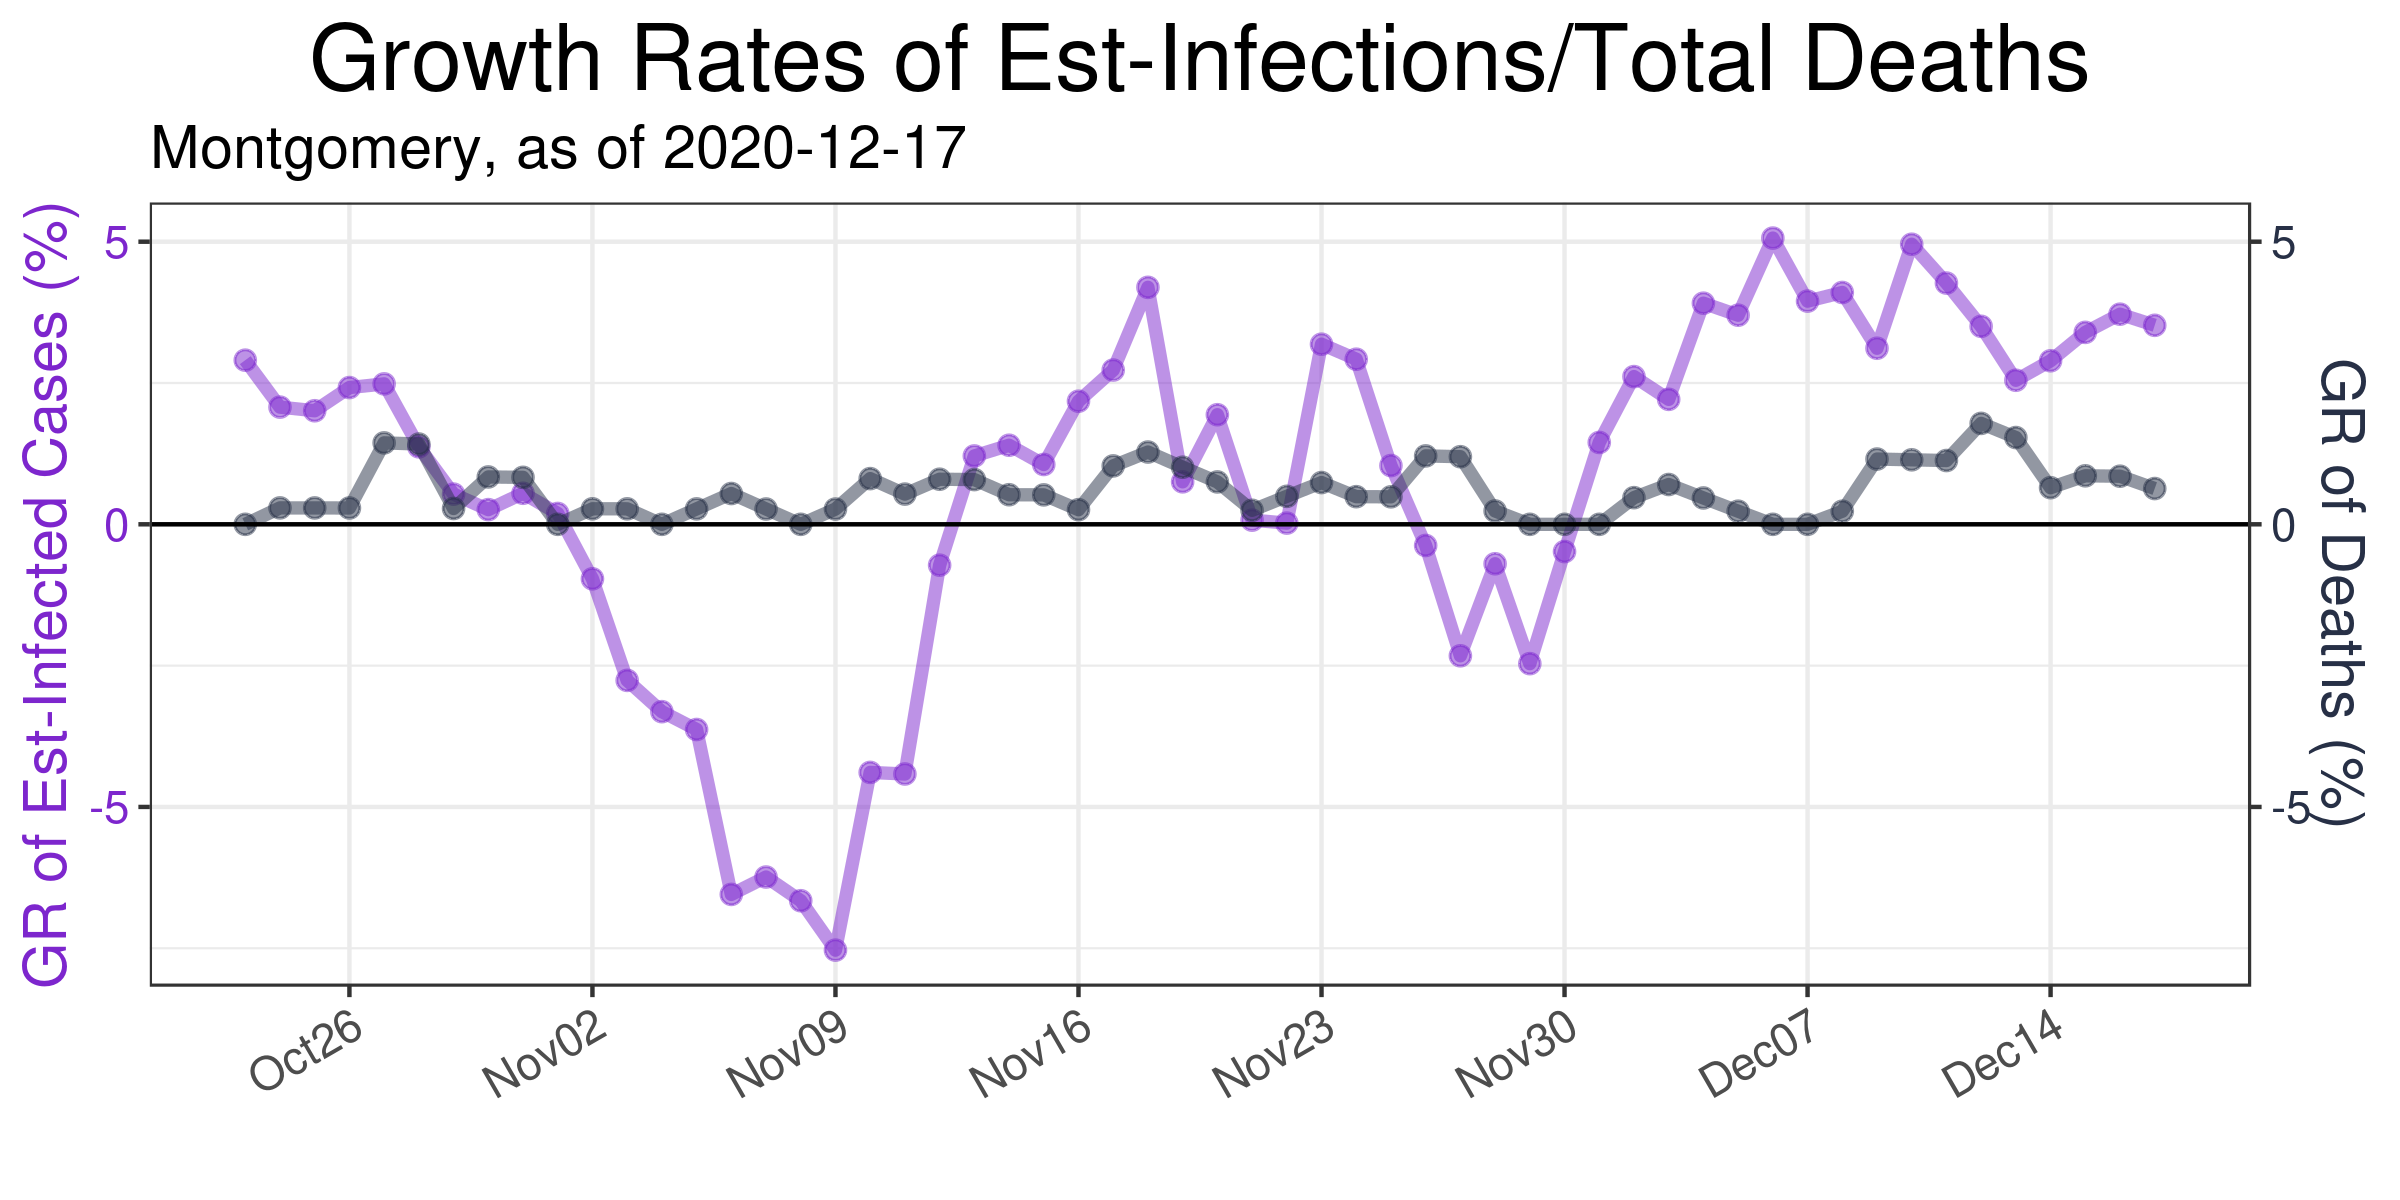 Growth Rates of Est-Infections/Total Deaths
Montgomery, as of 2020-12-17
GR of Est-Infected Cases (%)
5
0
-5
5
0
-5
GR of Deaths (%)
Oct26
Nov02
Nov09
Nov16
Nov23
Nov30
Dec07
Dec14